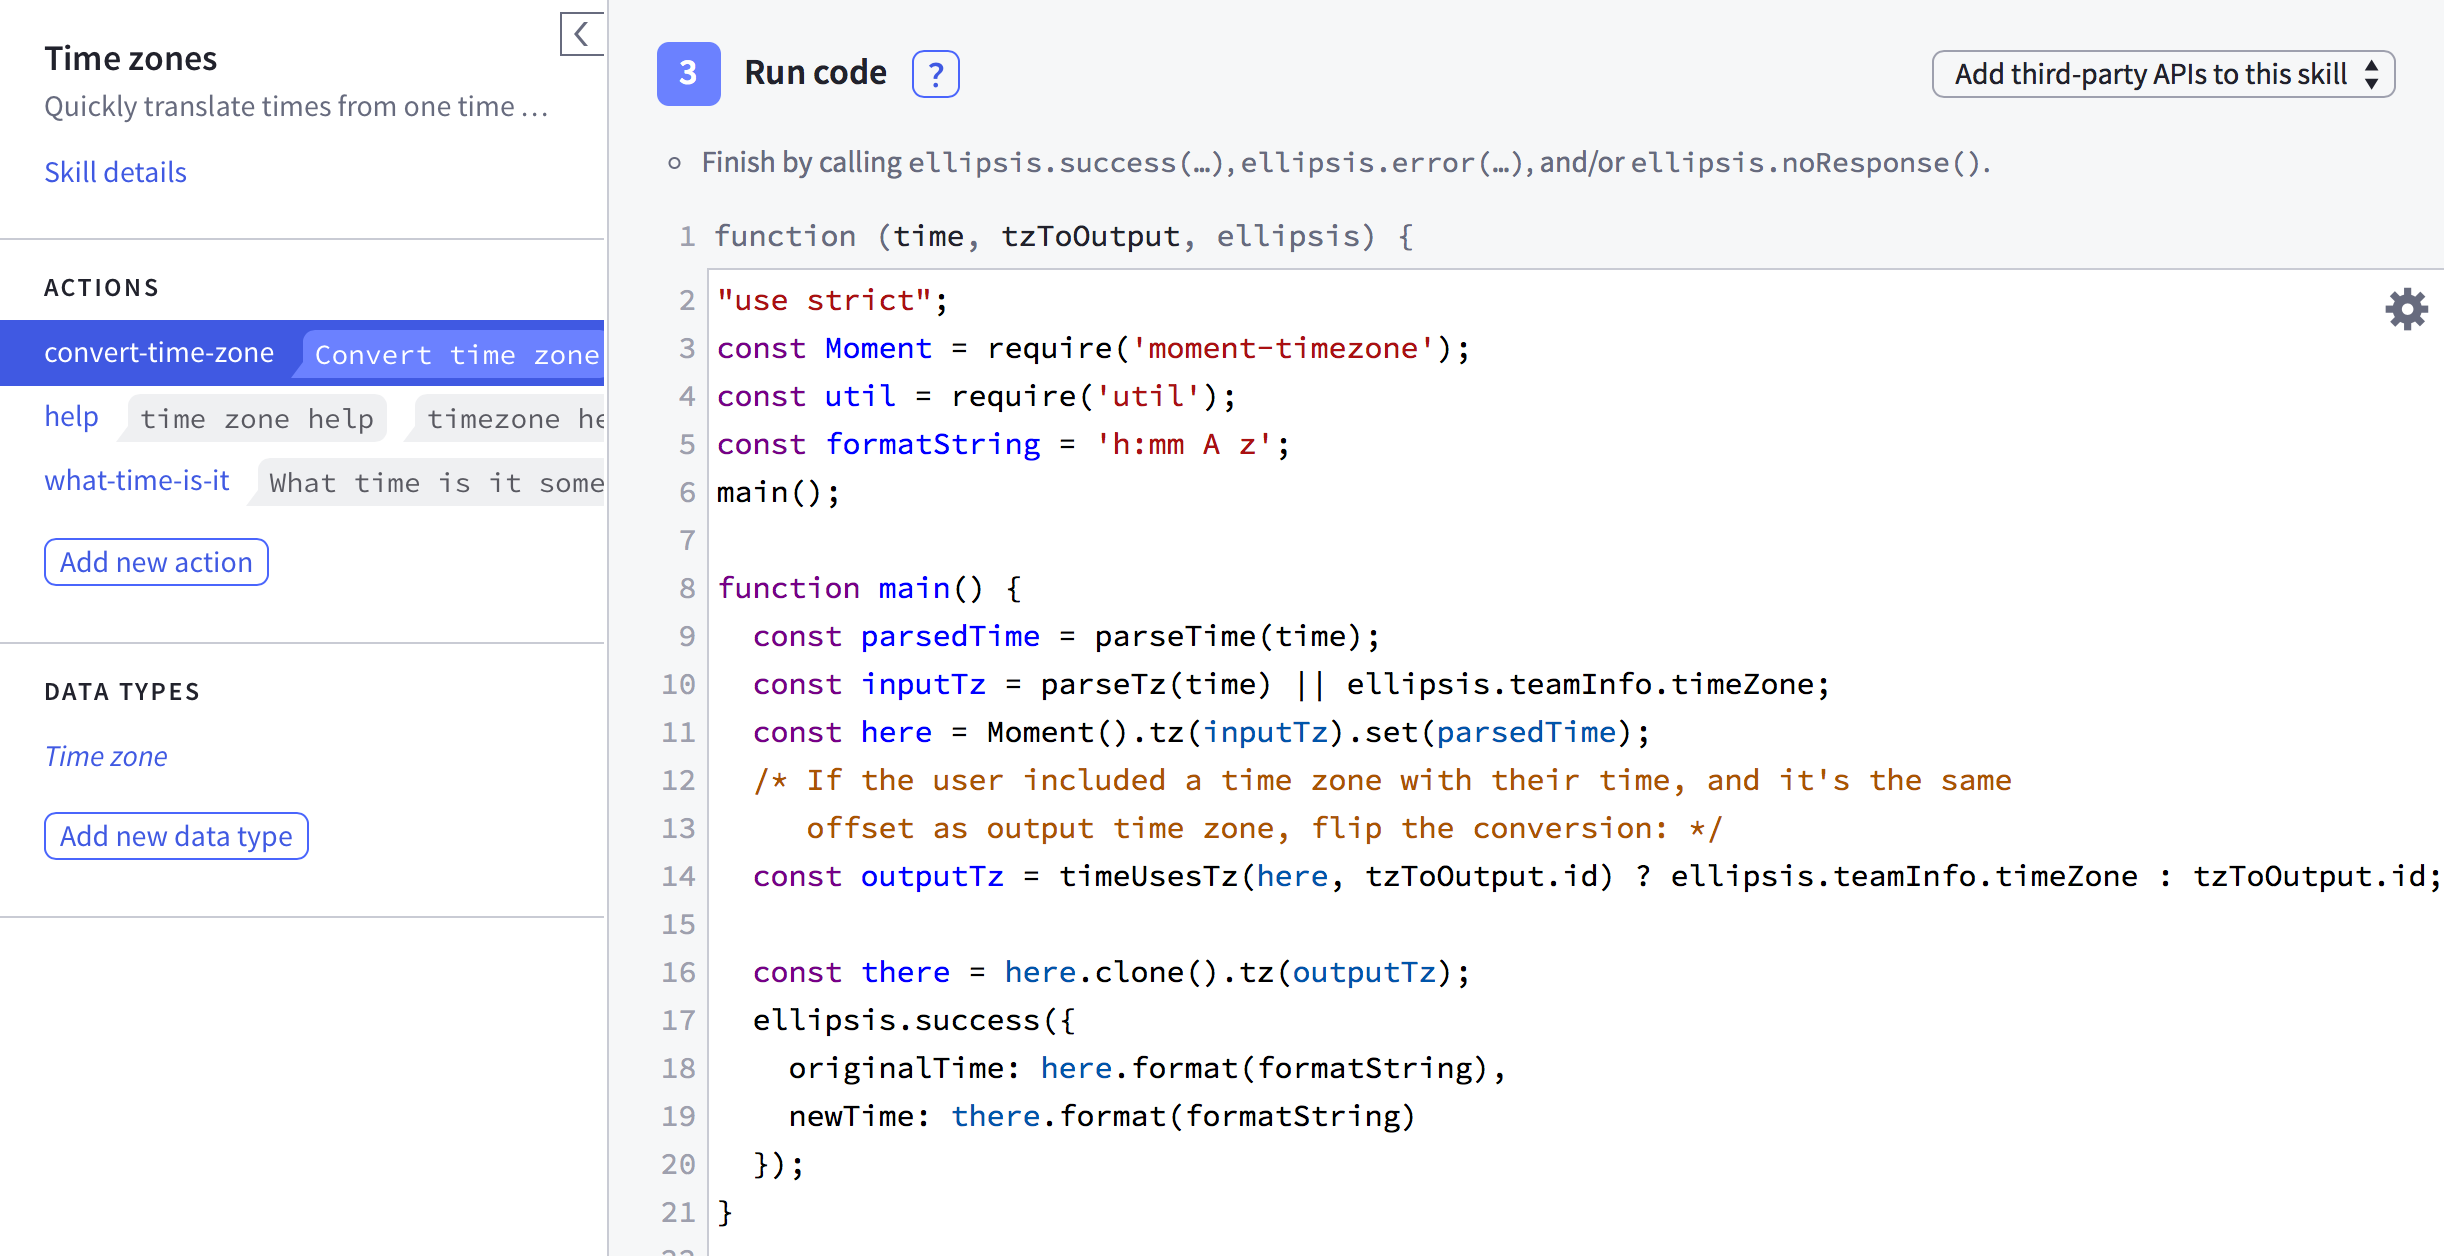 Time zones
Quickly translate times from one time …
Skill details
ACTIONS
convert-time-zone Convert time zone
help time zone help timezone he
what-time-is-it What time is it some
Add new action
DATA TYPES
Time zone
Add new data type
3 Run code ?
Add third-party APIs to this skill
Finish by calling ellipsis.success(…), ellipsis.error(…), and/or ellipsis.noResponse().
1 function (time, tzToOutput, ellipsis) {
2 "use strict";
3 const Moment = require('moment-timezone');
4 const util = require('util');
5 const formatString = 'h:mm A z';
6 main();
7
8 function main() {
9   const parsedTime = parseTime(time);
10   const inputTz = parseTz(time) || ellipsis.teamInfo.timeZone;
11   const here = Moment().tz(inputTz).set(parsedTime);
12   /* If the user included a time zone with their time, and it's the same
13      offset as output time zone, flip the conversion: */
14   const outputTz = timeUsesTz(here, tzToOutput.id) ? ellipsis.teamInfo.timeZone : tzToOutput.id;
15
16   const there = here.clone().tz(outputTz);
17   ellipsis.success({
18     originalTime: here.format(formatString),
19     newTime: there.format(formatString)
20   });
21 }